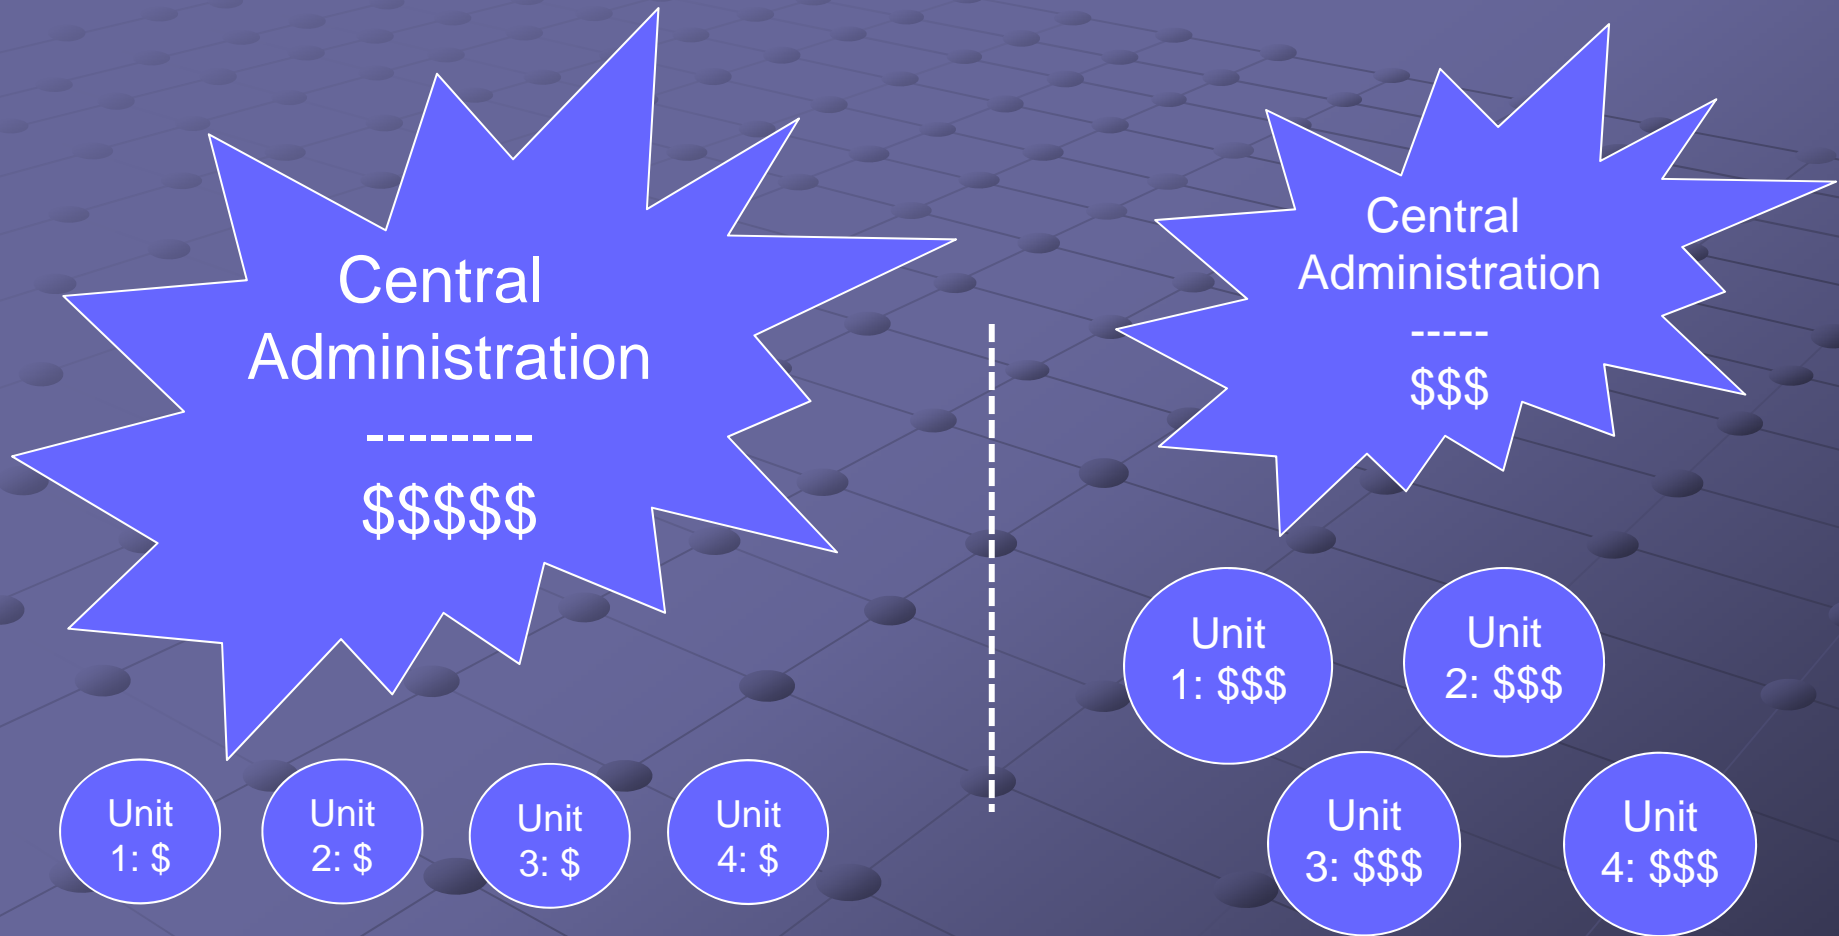 Central
Administration
--------
$$$$$
Unit
1: $
Unit
2: $
Unit
3: $
Unit
4: $
Central
Administration
-----
$$$
Unit
1: $$$
Unit
2: $$$
Unit
3: $$$
Unit
4: $$$